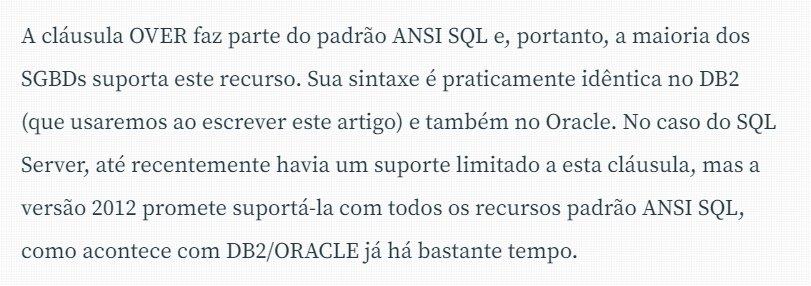 A cláusula OVER faz parte do padrão ANSI SQL e, portanto, a maioria dos
SGBDs suporta este recurso. Sua sintaxe é praticamente idêntica no DB2
(que usaremos ao escrever este artigo) e também no Oracle. No caso do SQL
Server, até recentemente havia um suporte limitado a esta cláusula, mas a
versão 2012 promete suportá-la com todos os recursos padrão ANSI SQL,
como acontece com DB2/ORACLE já há bastante tempo.